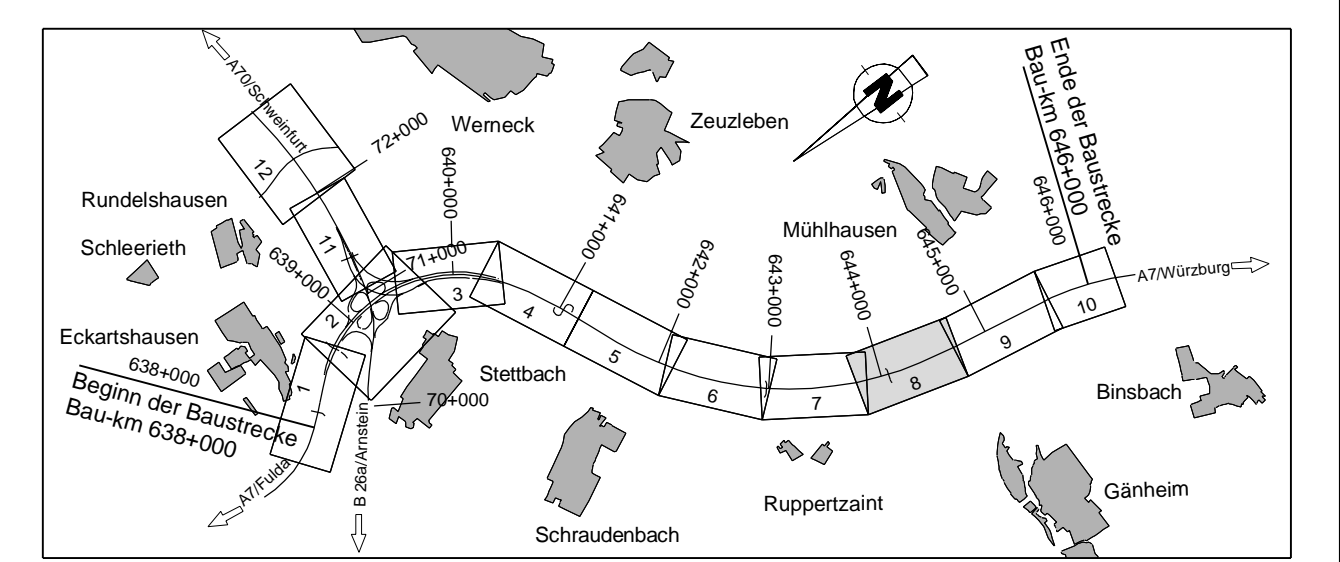 A70/Schweinfurt
12
72+000
Werneck
Zeuzleben
N
Ende der Baustrecke
Bau-km 646+000
646+000
Rundelshausen
Schleerieth
11
640+000
641+000
Mühlhausen
645+000
639+000
71+000
642+000
643+000
644+000
A7/Würzburg
2
3
4
5
6
7
8
9
10
Eckartshausen
638+000
Beginn der Baustrecke
Bau-km 638+000
1
Stettbach
70+000
Binsbach
A7/Fulda
B 26a/Arnstein
Schraudenbach
Ruppertzaint
Gänheim